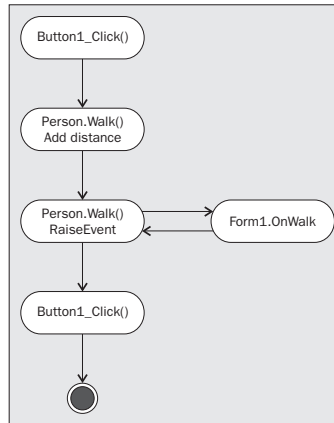 Button1_Click()
Person.Walk()
Add distance
Person.Walk()
RaiseEvent
Form1.OnWalk
Button1_Click()